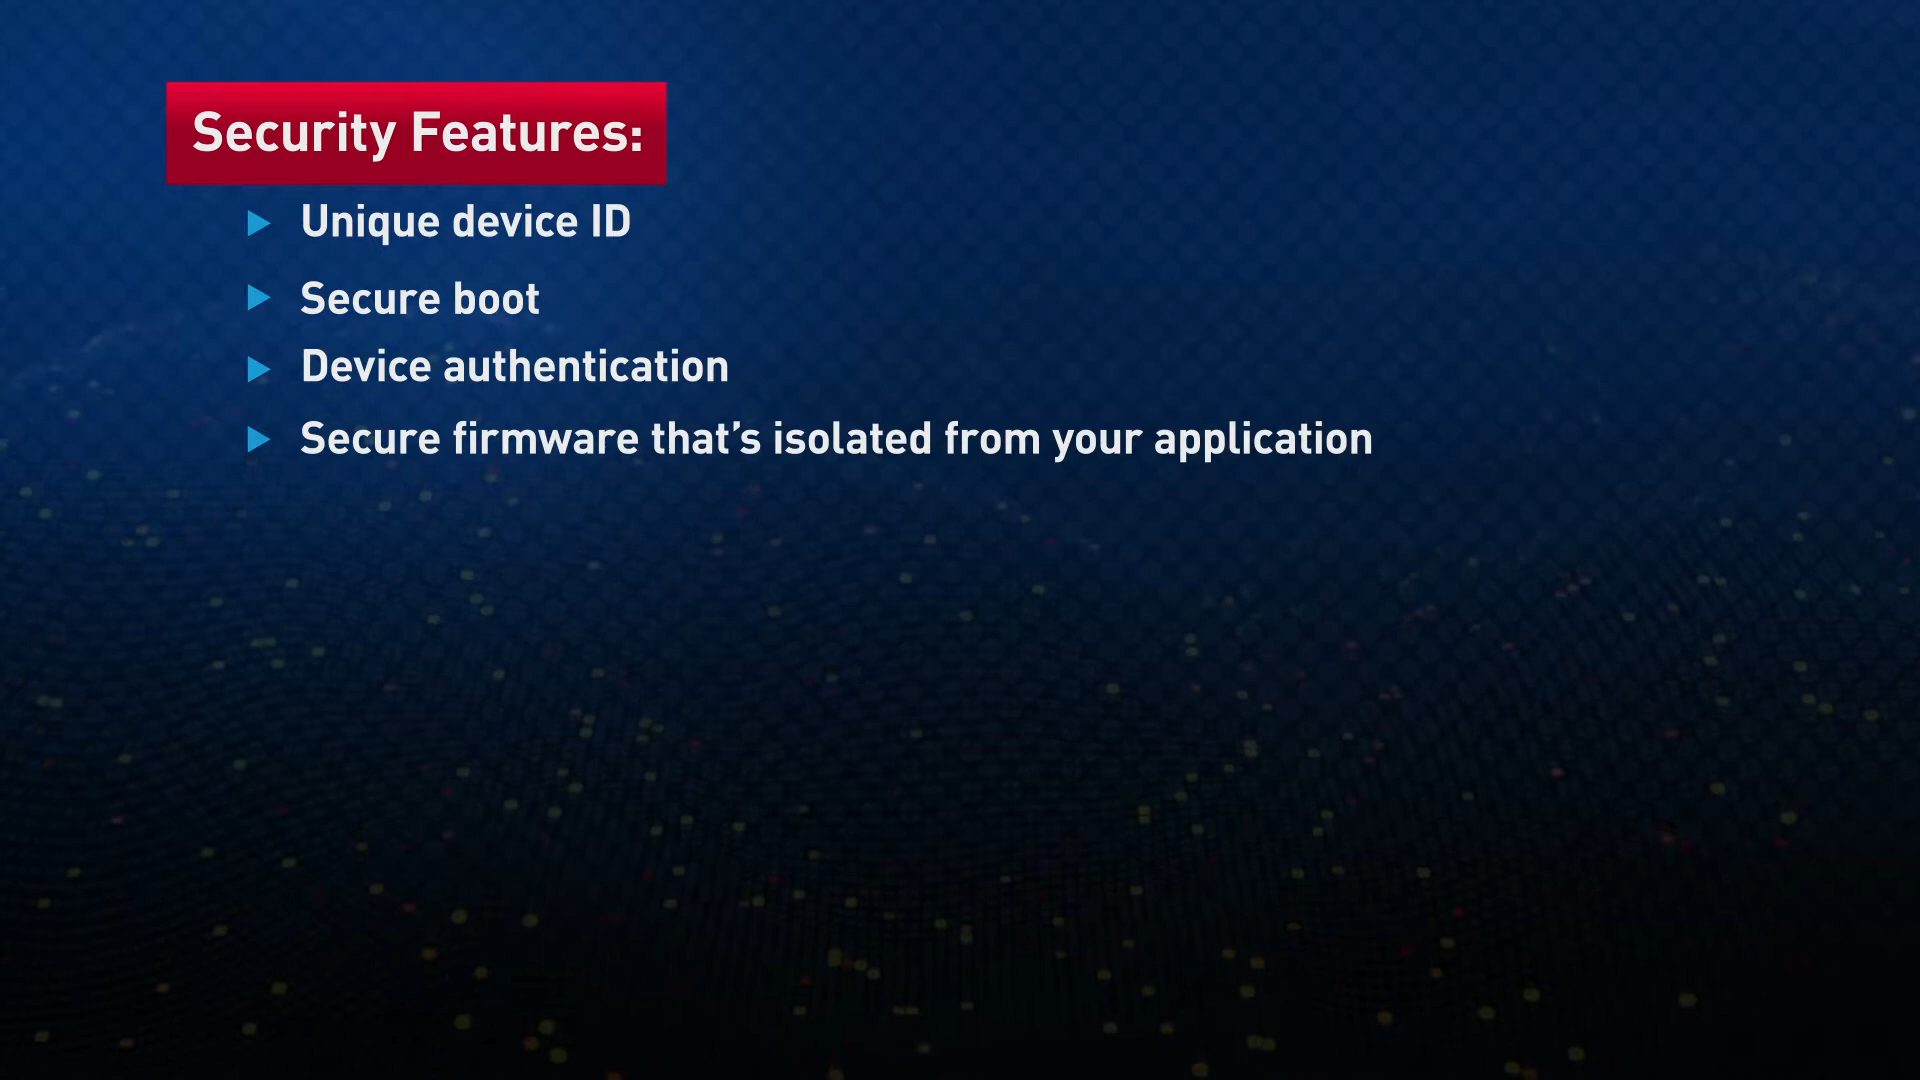 Security Features:
Unique device ID
Secure boot
Device authentication
Secure firmware that’s isolated from your application